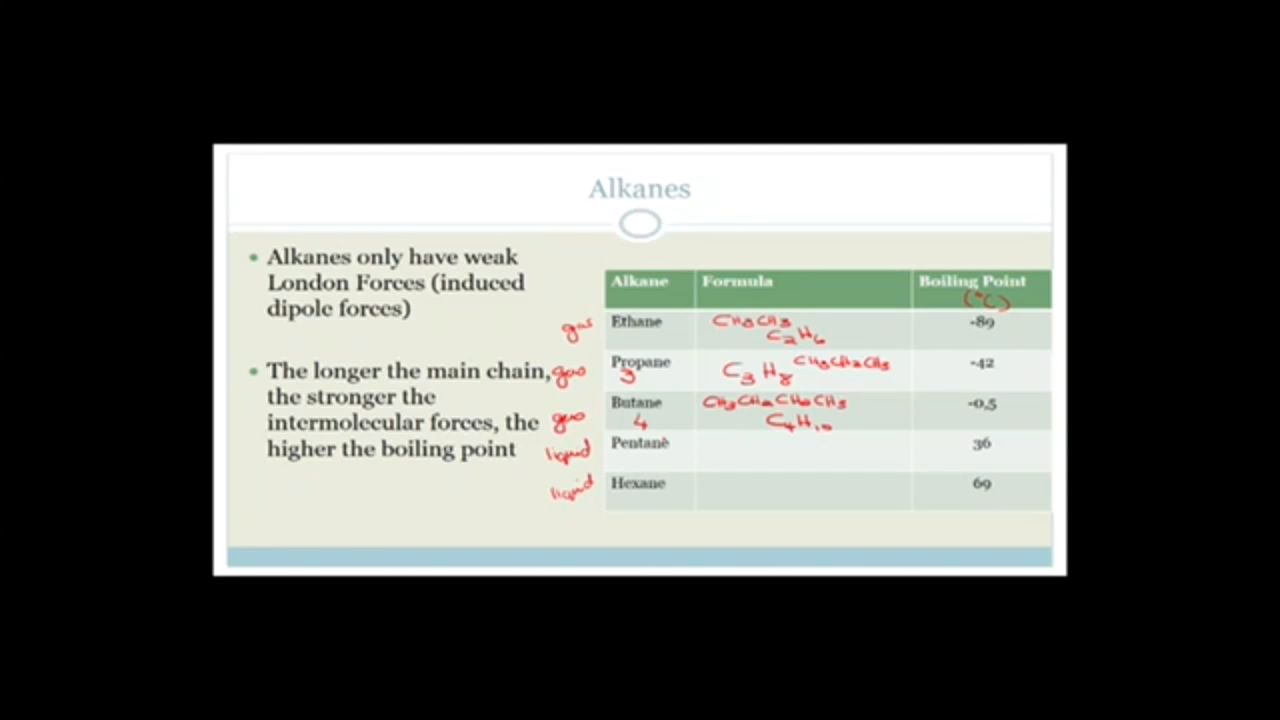 Alkanes
• Alkanes only have weak
London Forces (induced
dipole forces)
• The longer the main chain,
the stronger the
intermolecular forces, the
higher the boiling point
Alkane Formula Boiling Point
(°C)
gas Ethane CH3CH3 -89
C2H6
gas Propane C3H8 CH3CH2CH3 -42
3
gas Butane CH3CH2CH2CH3 -0,5
4 C4H10
liquid Pentane 36
liquid Hexane 69